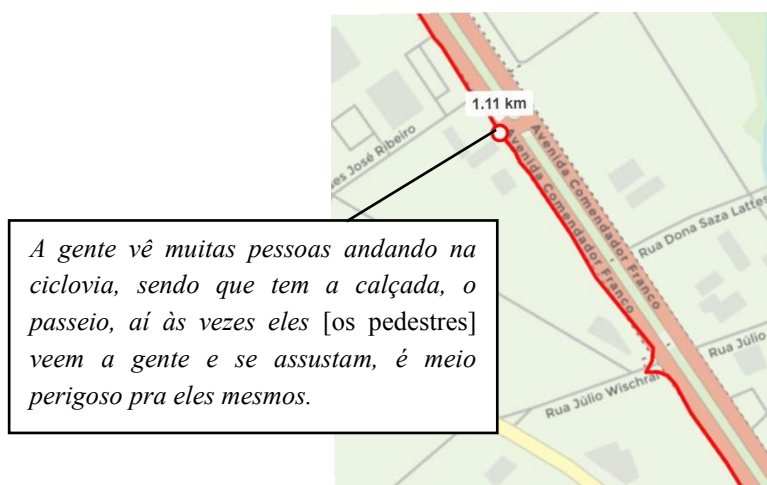 1.11 km
es José Ribeiro
Avenida Comendador Franco
Avenida Comendador Franco
Rua Dona Saza Lattes
A gente vê muitas pessoas andando na
ciclovia, sendo que tem a calçada, o
passeio, aí às vezes eles [os pedestres]
veem a gente e se assustam, é meio
perigoso pra eles mesmos.
Rua Júlio
Rua Júlio Wischral